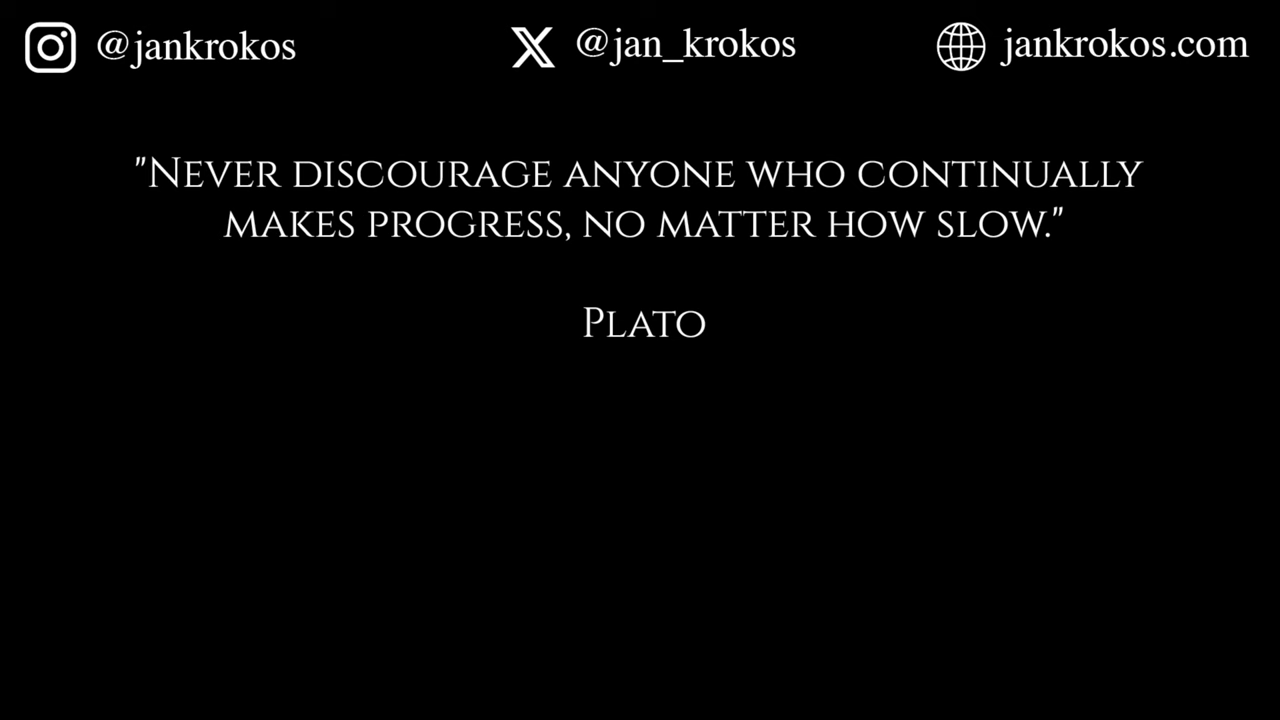 @jankrokos @jan_krokos jankrokos.com
"Never discourage anyone who continually
makes progress, no matter how slow."
Plato